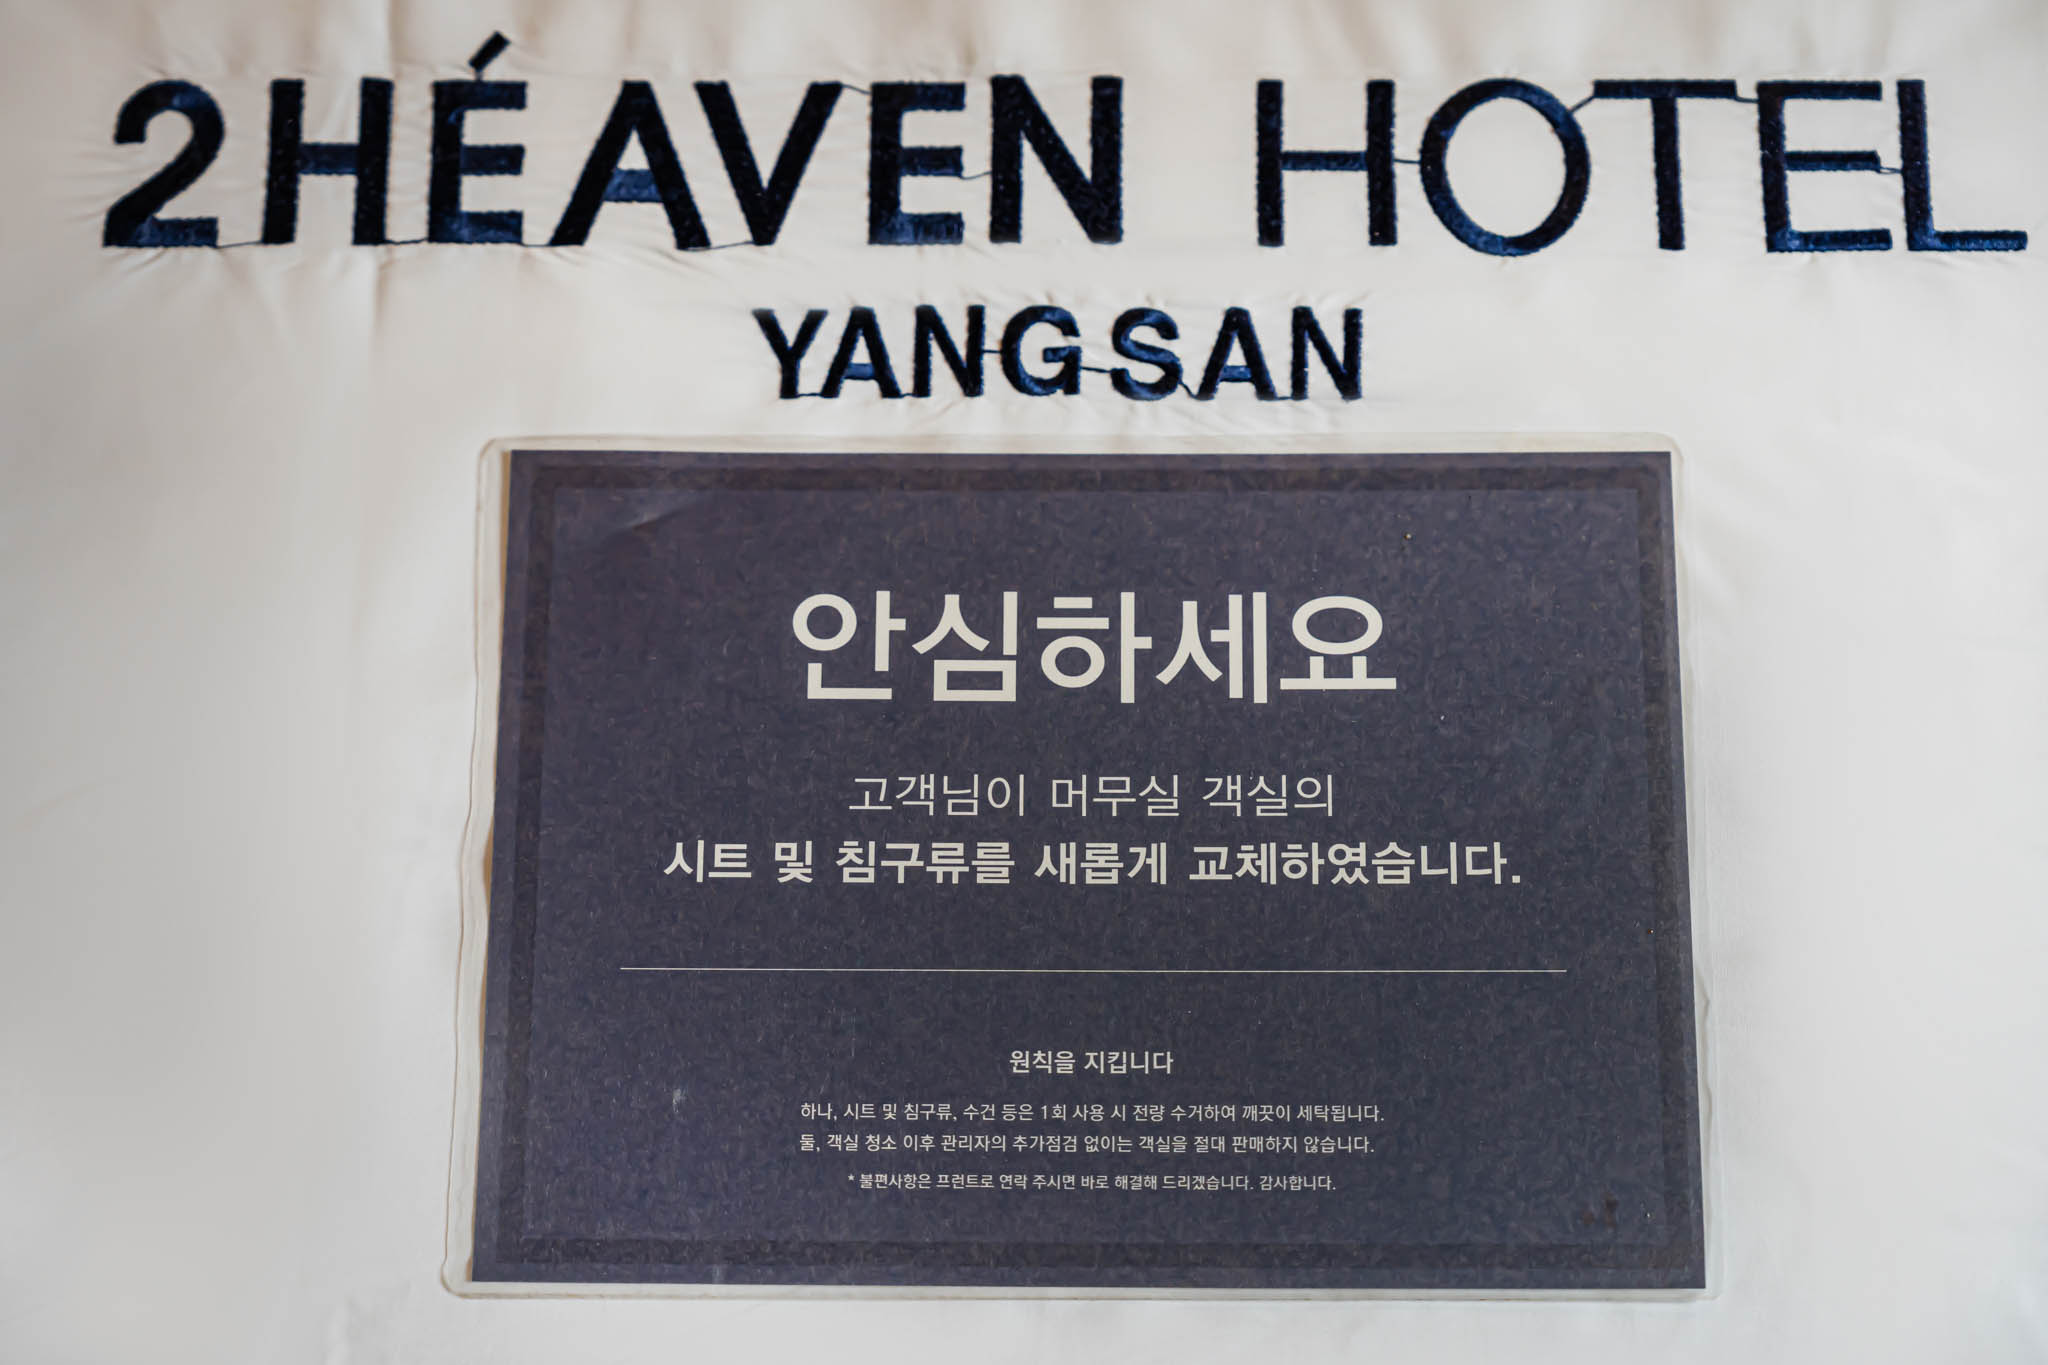 2HÉAVEN HOTEL
YANGSAN
안심하세요
고객님이 머무실 객실의
시트 및 침구류를 새롭게 교체하였습니다.
원칙을 지킵니다
하나, 시트 및 침구류, 수건 등은 1회 사용 시 전량 수거하여 깨끗이 세탁됩니다.
둘, 객실 청소 이후 관리자의 추가점검 없이는 객실을 절대 판매하지 않습니다.
* 불편사항은 프런트로 연락 주시면 바로 해결해 드리겠습니다. 감사합니다.